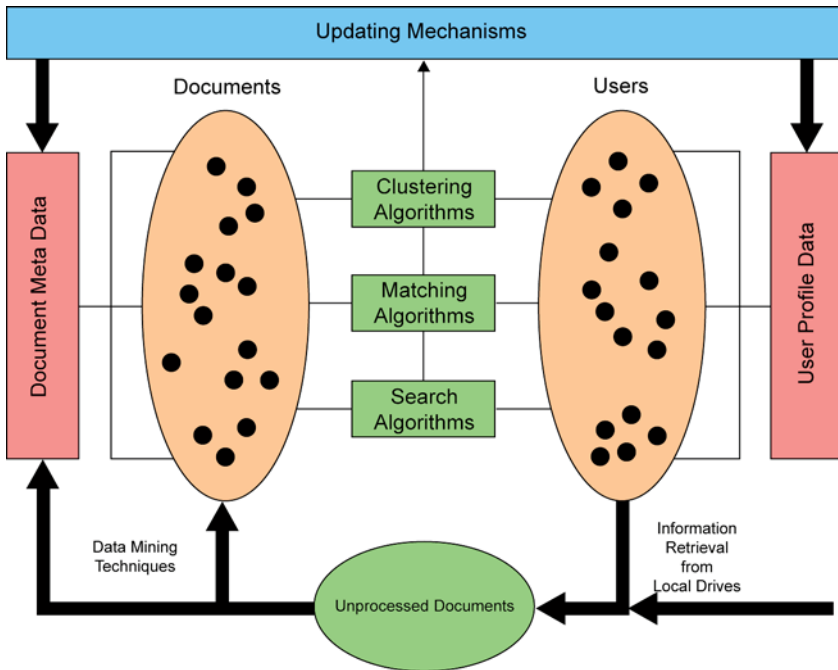 Updating Mechanisms
Documents
Users
Document Meta Data
Clustering
Algorithms
Matching
Algorithms
Search
Algorithms
User Profile Data
Data Mining
Techniques
Unprocessed Documents
Information
Retrieval
from
Local Drives